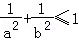 1/a² + 1/b² ⩽ 1